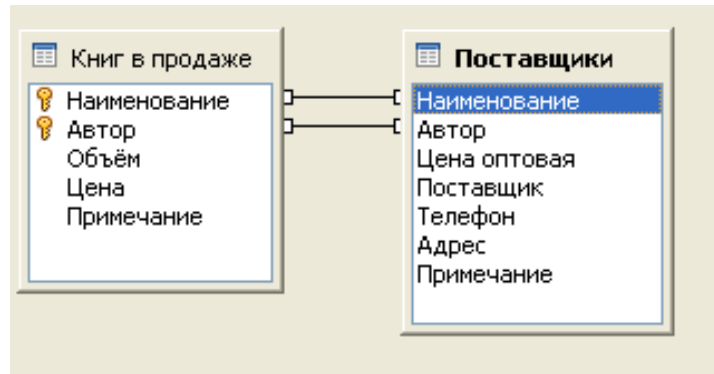 Книг в продаже
Наименование
Автор
Объём
Цена
Примечание
Поставщики
Наименование
Автор
Цена оптовая
Поставщик
Телефон
Адрес
Примечание